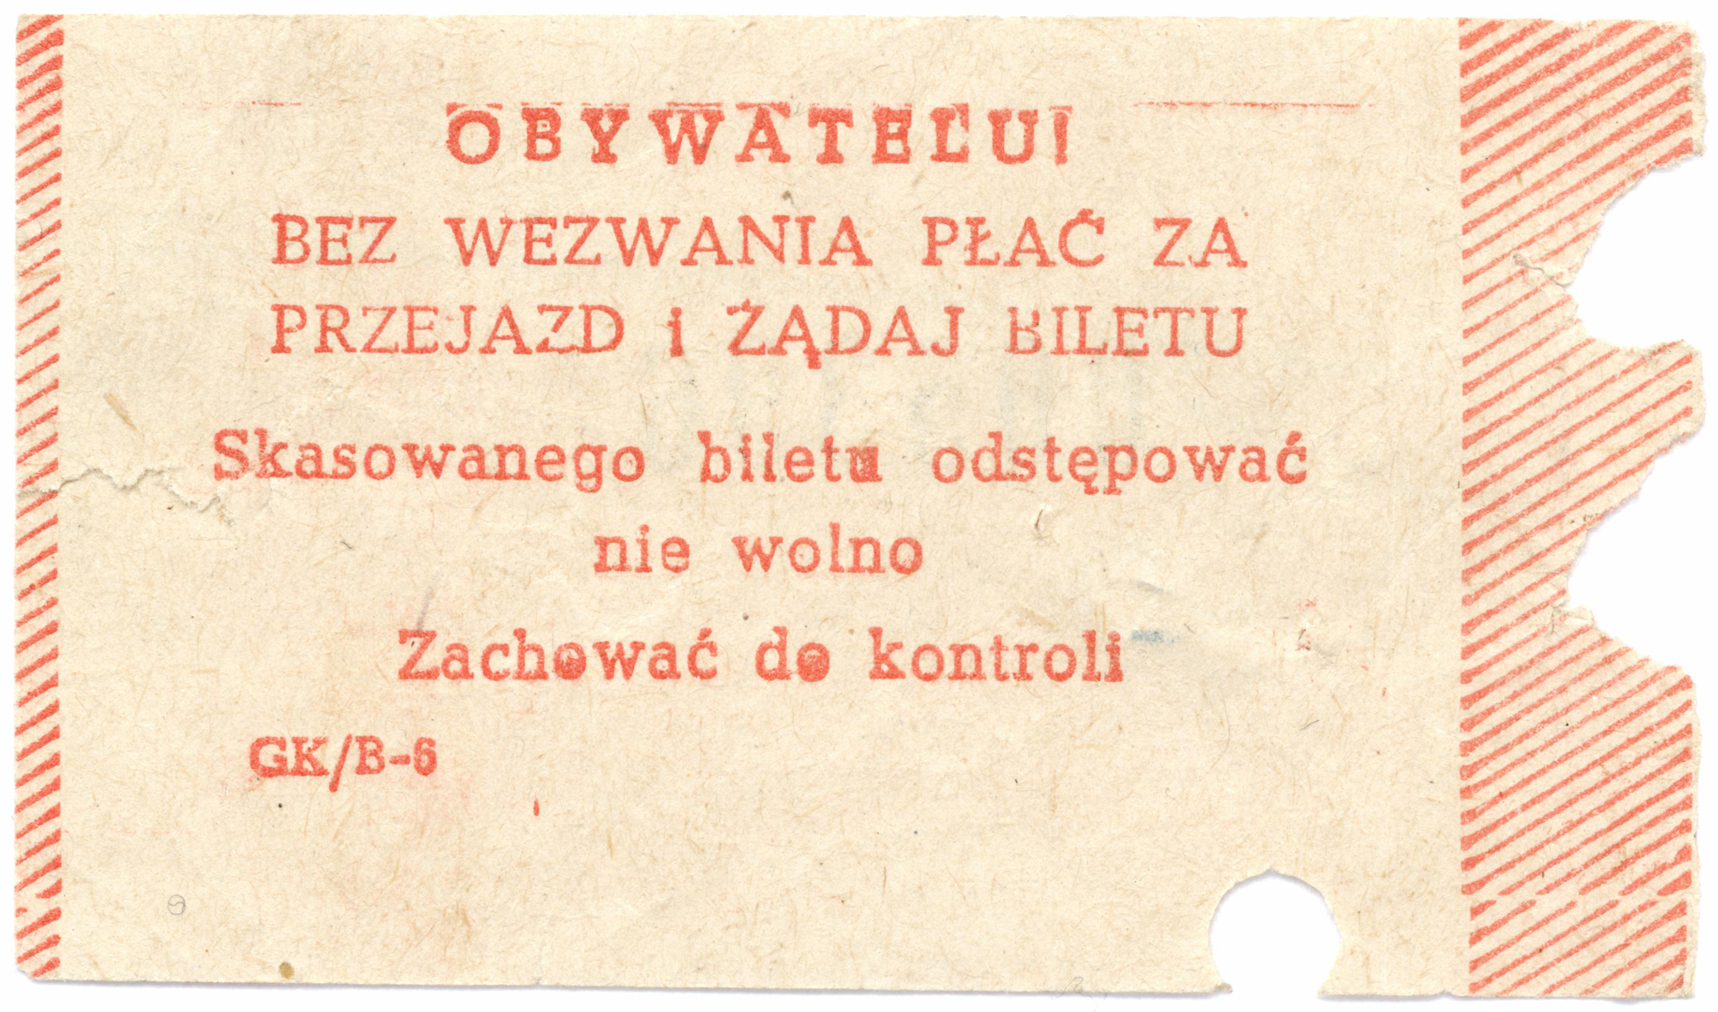 OBYWATELU!
BEZ WEZWANIA PŁAĆ ZA
PRZEJAZD i ŻĄDAJ BILETU
Skasowanego biletu odstępować
nie wolno
Zachować do kontroli
GK/B-6